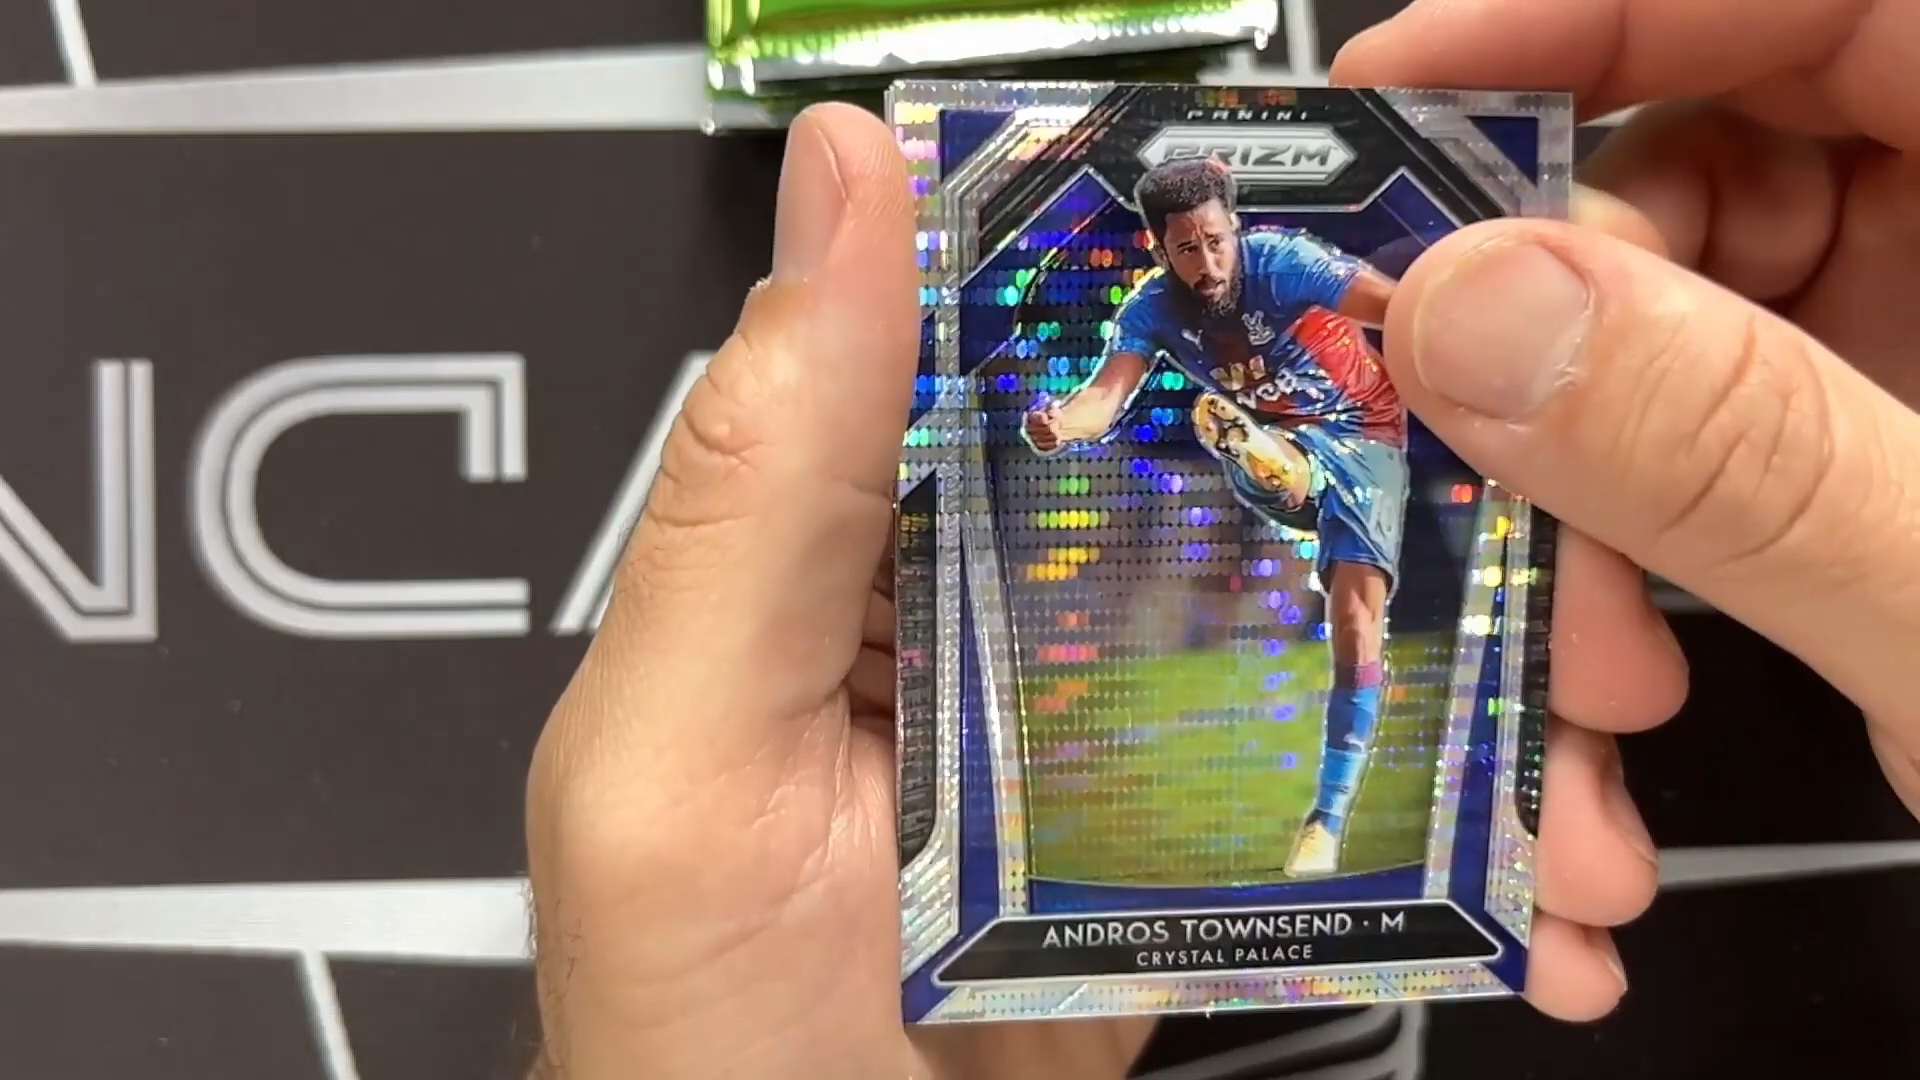 PANINI
PRIZM
ANDROS TOWNSEND · M
CRYSTAL PALACE